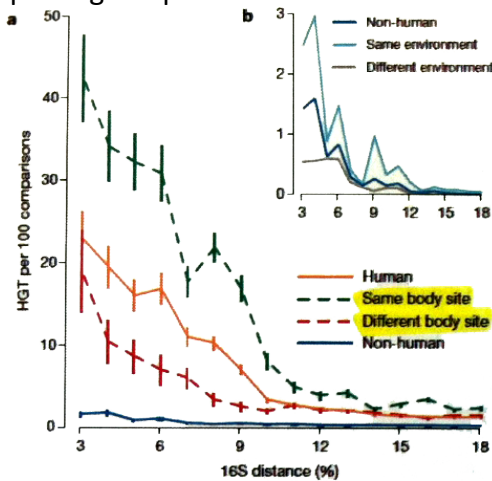 a
50
40
30
20
10
0
HGT per 100 comparisons
3 6 9 12 15 18
16S distance (%)
Human
Same body site
Different body site
Non-human
b
3
2
1
0
Non-human
Same environment
Different environment
3 6 9 12 15 18